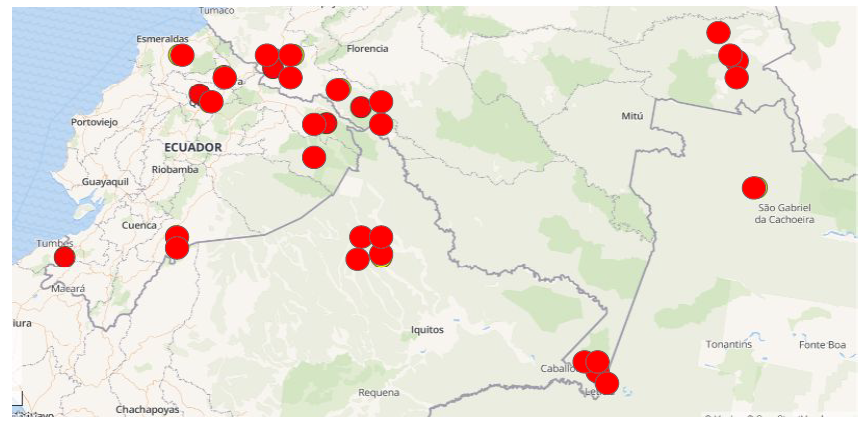 Tumaco
Esmeraldas
Florencia
Mitú
Portoviejo
ECUADOR
Riobamba
Guayaquil
São Gabriel
da Cachoeira
Cuenca
Tumbes
Macará
Iquitos
Tonantins
Fonte Boa
Requena
Chachapoyas